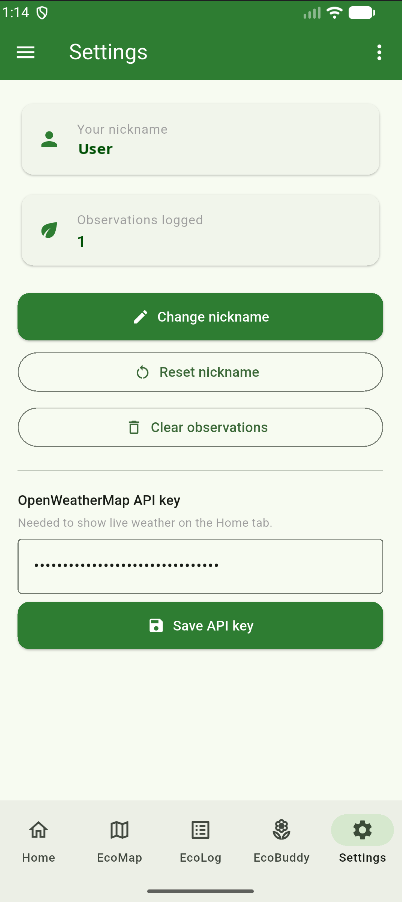 1:14
Settings
Your nickname
User
Observations logged
1
Change nickname
Reset nickname
Clear observations
OpenWeatherMap API key
Needed to show live weather on the Home tab.
••••••••••••••••••••••••••••••••
Save API key
Home EcoMap EcoLog EcoBuddy Settings